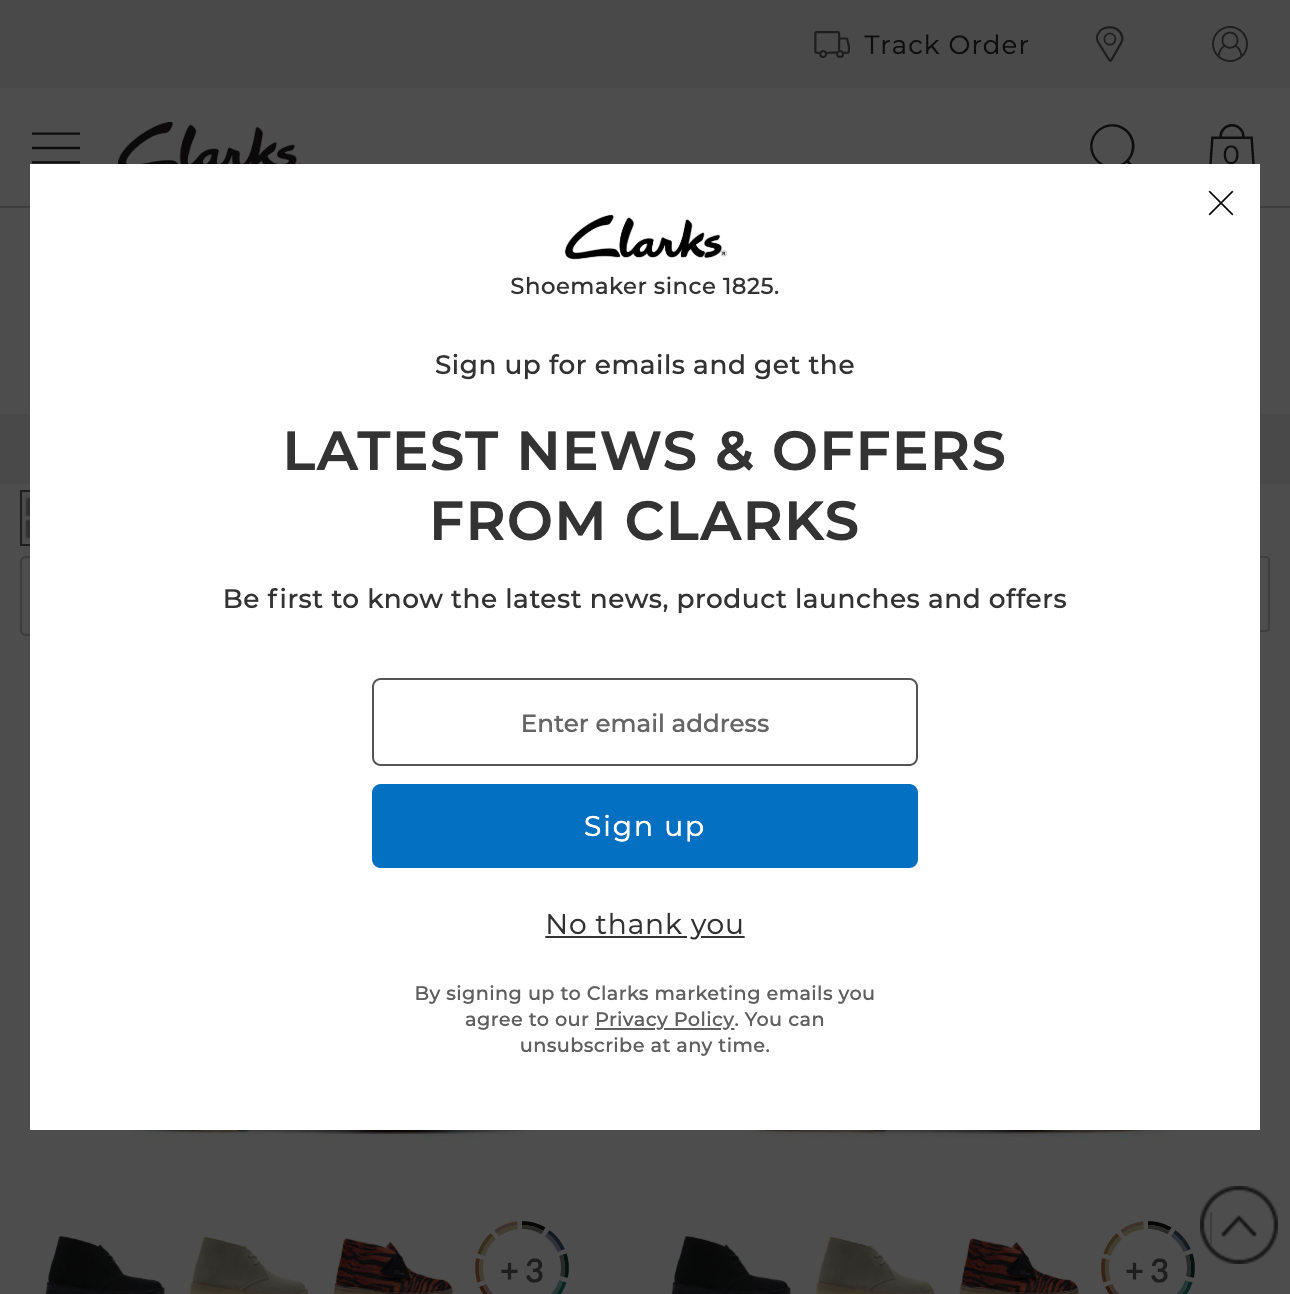 Track Order
Clarks
0
Clarks
Shoemaker since 1825.
Sign up for emails and get the
LATEST NEWS & OFFERS
FROM CLARKS
Be first to know the latest news, product launches and offers
Enter email address
Sign up
No thank you
By signing up to Clarks marketing emails you
agree to our Privacy Policy. You can
unsubscribe at any time.
+3
+3